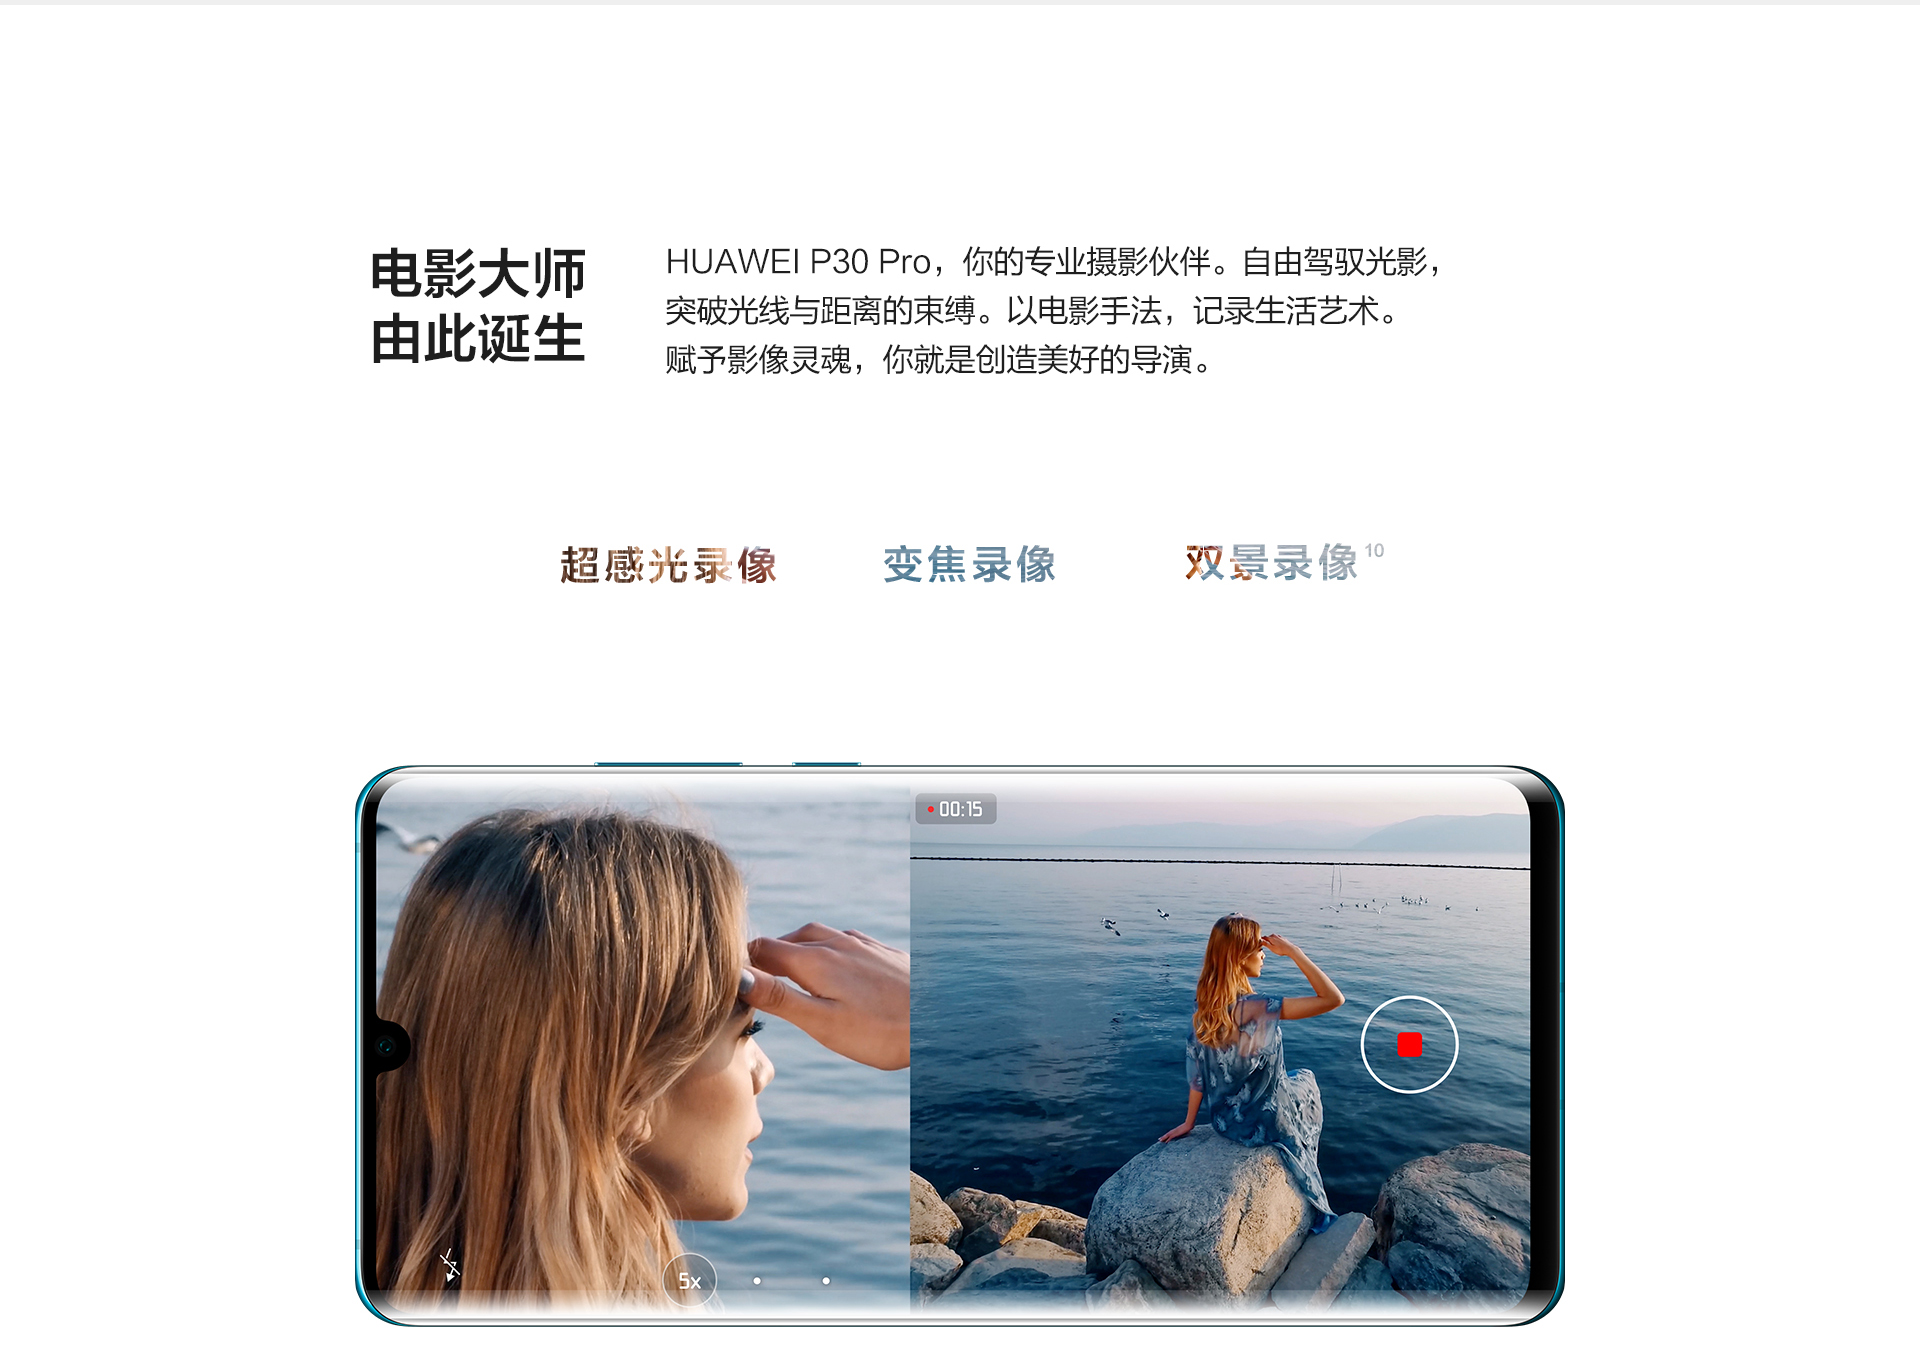 电影大师
由此诞生
HUAWEI P30 Pro，你的专业摄影伙伴。自由驾驭光影，
突破光线与距离的束缚。以电影手法，记录生活艺术。
赋予影像灵魂，你就是创造美好的导演。
超感光录像
变焦录像
双景录像10
00:15
5x